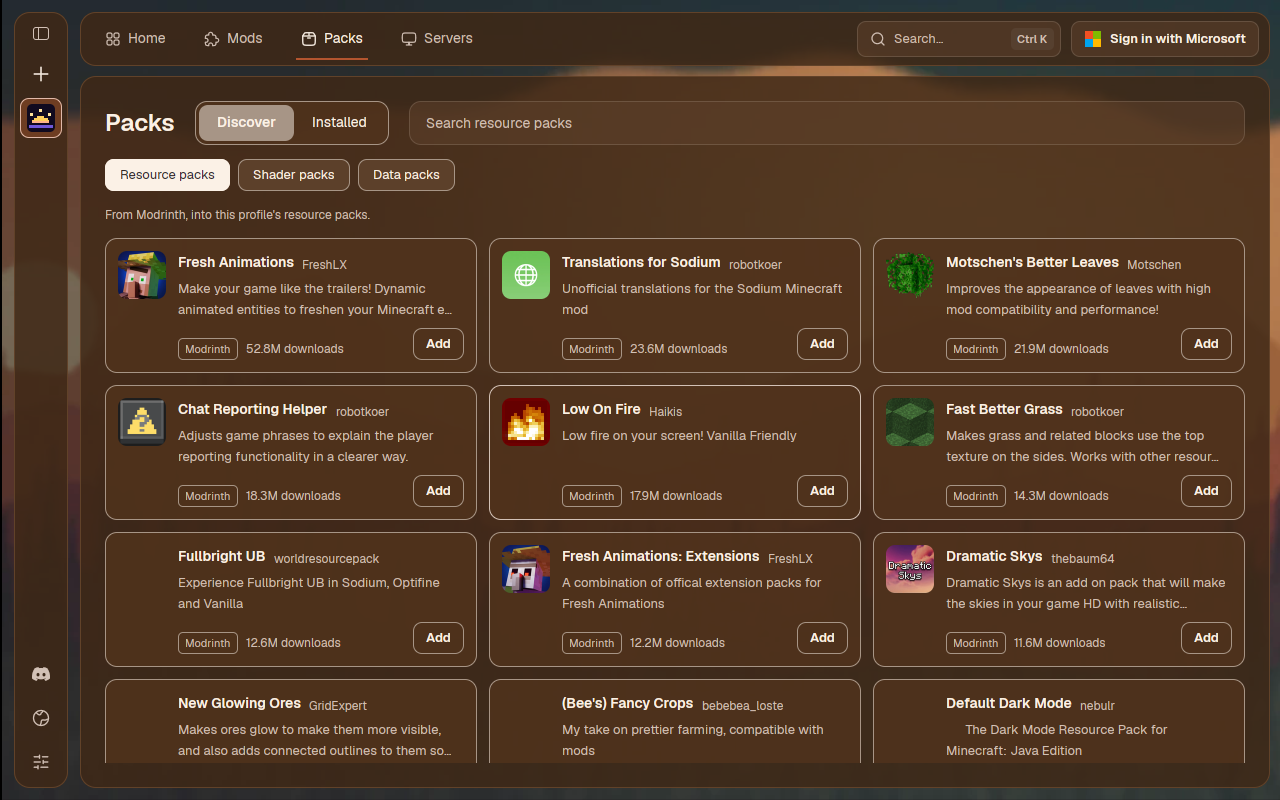 Home
Mods
Packs
Servers
Search...
Ctrl K
Sign in with Microsoft
Packs
Discover
Installed
Search resource packs
Resource packs
Shader packs
Data packs
From Modrinth, into this profile's resource packs.
Fresh Animations FreshLX
Make your game like the trailers! Dynamic
animated entities to freshen your Minecraft e...
Modrinth 52.8M downloads
Add
Translations for Sodium robotkoer
Unofficial translations for the Sodium Minecraft
mod
Modrinth 23.6M downloads
Add
Motschen's Better Leaves Motschen
Improves the appearance of leaves with high
mod compatibility and performance!
Modrinth 21.9M downloads
Add
Chat Reporting Helper robotkoer
Adjusts game phrases to explain the player
reporting functionality in a clearer way.
Modrinth 18.3M downloads
Add
Low On Fire Haikis
Low fire on your screen! Vanilla Friendly
Modrinth 17.9M downloads
Add
Fast Better Grass robotkoer
Makes grass and related blocks use the top
texture on the sides. Works with other resour...
Modrinth 14.3M downloads
Add
Fullbright UB worldresourcepack
Experience Fullbright UB in Sodium, Optifine
and Vanilla
Modrinth 12.6M downloads
Add
Fresh Animations: Extensions FreshLX
A combination of offical extension packs for
Fresh Animations
Modrinth 12.2M downloads
Add
Dramatic
Skys
Dramatic Skys thebaum64
Dramatic Skys is an add on pack that will make
the skies in your game HD with realistic...
Modrinth 11.6M downloads
Add
New Glowing Ores GridExpert
Makes ores glow to make them more visible,
and also adds connected outlines to them so...
(Bee's) Fancy Crops bebebea_loste
My take on prettier farming, compatible with
mods
Default Dark Mode nebulr
The Dark Mode Resource Pack for
Minecraft: Java Edition